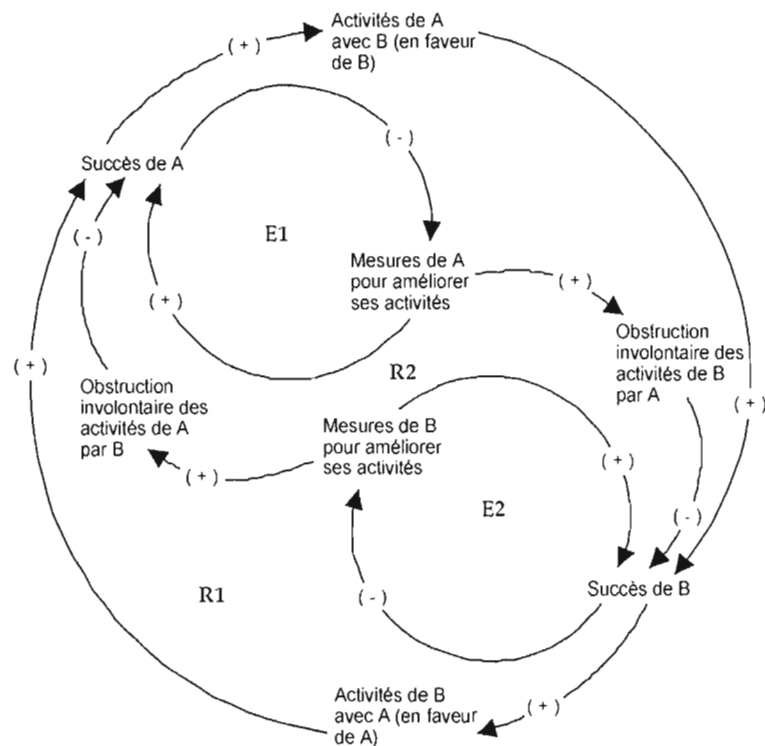 Activités de A
avec B (en faveur
de B)
( + )
( - )
Succès de A
( - )
E1
Mesures de A
pour améliorer
ses activités
( + )
( + )
Obstruction
involontaire des
activités de B
par A
( + )
R2
Obstruction
involontaire des
activités de A
par B
( + )
Mesures de B
pour améliorer
ses activités
( + )
( + )
E2
( - )
R1
( - )
Succès de B
Activités de B
avec A (en faveur
de A)
( + )